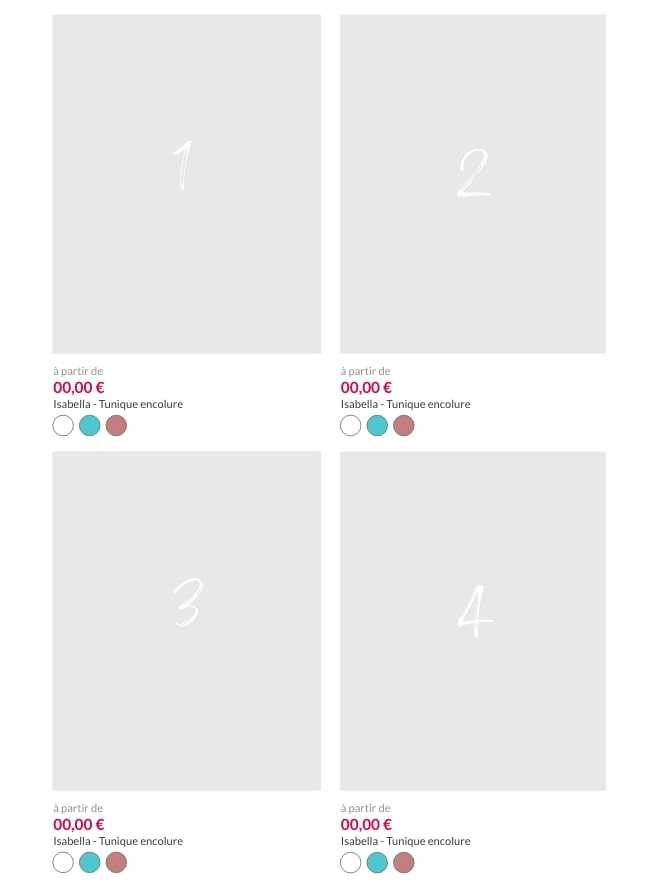 1
2
à partir de
00,00 €
Isabella - Tunique encolure
à partir de
00,00 €
Isabella - Tunique encolure
3
4
à partir de
00,00 €
Isabella - Tunique encolure
à partir de
00,00 €
Isabella - Tunique encolure